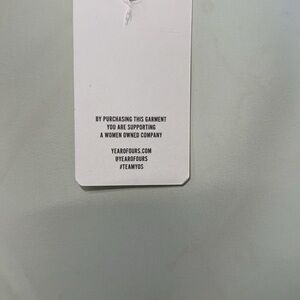 BY PURCHASING THIS GARMENT
YOU ARE SUPPORTING
A WOMEN OWNED COMPANY
YEAROFOURS.COM
@YEAROFOURS
#TEAMYOS